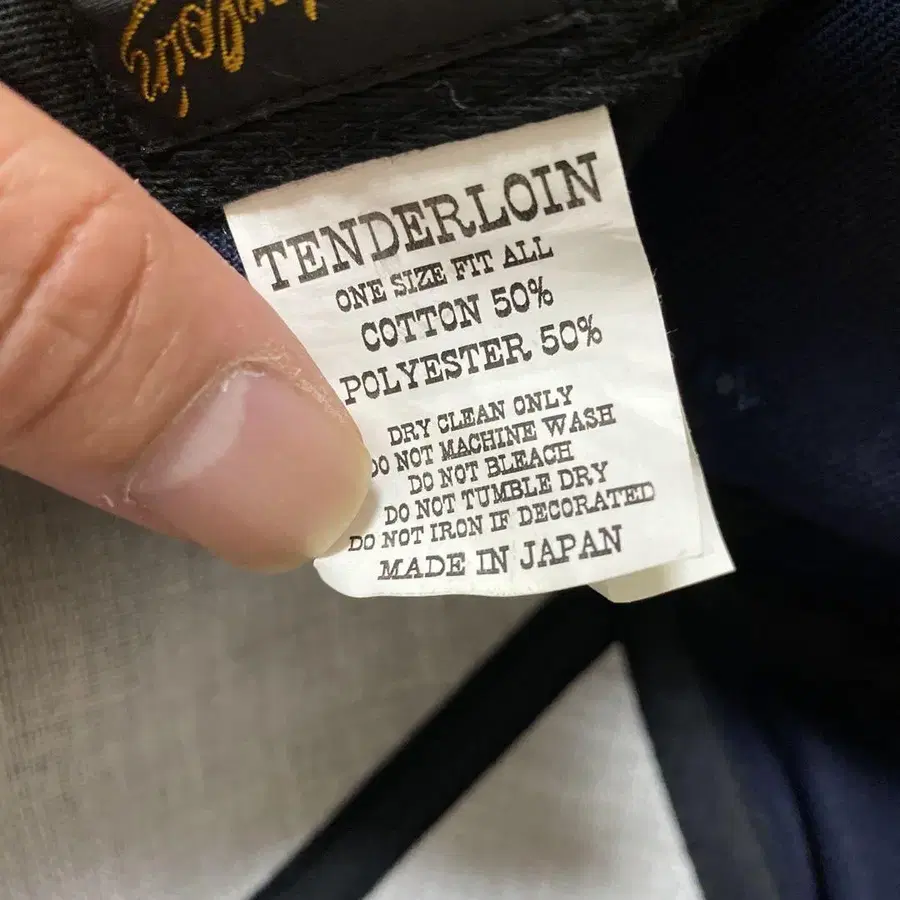 TENDERLOIN
ONE SIZE FIT ALL
COTTON 50%
POLYESTER 50%
DRY CLEAN ONLY
DO NOT MACHINE WASH
DO NOT BLEACH
DO NOT TUMBLE DRY
DO NOT IRON IF DECORATED
MADE IN JAPAN